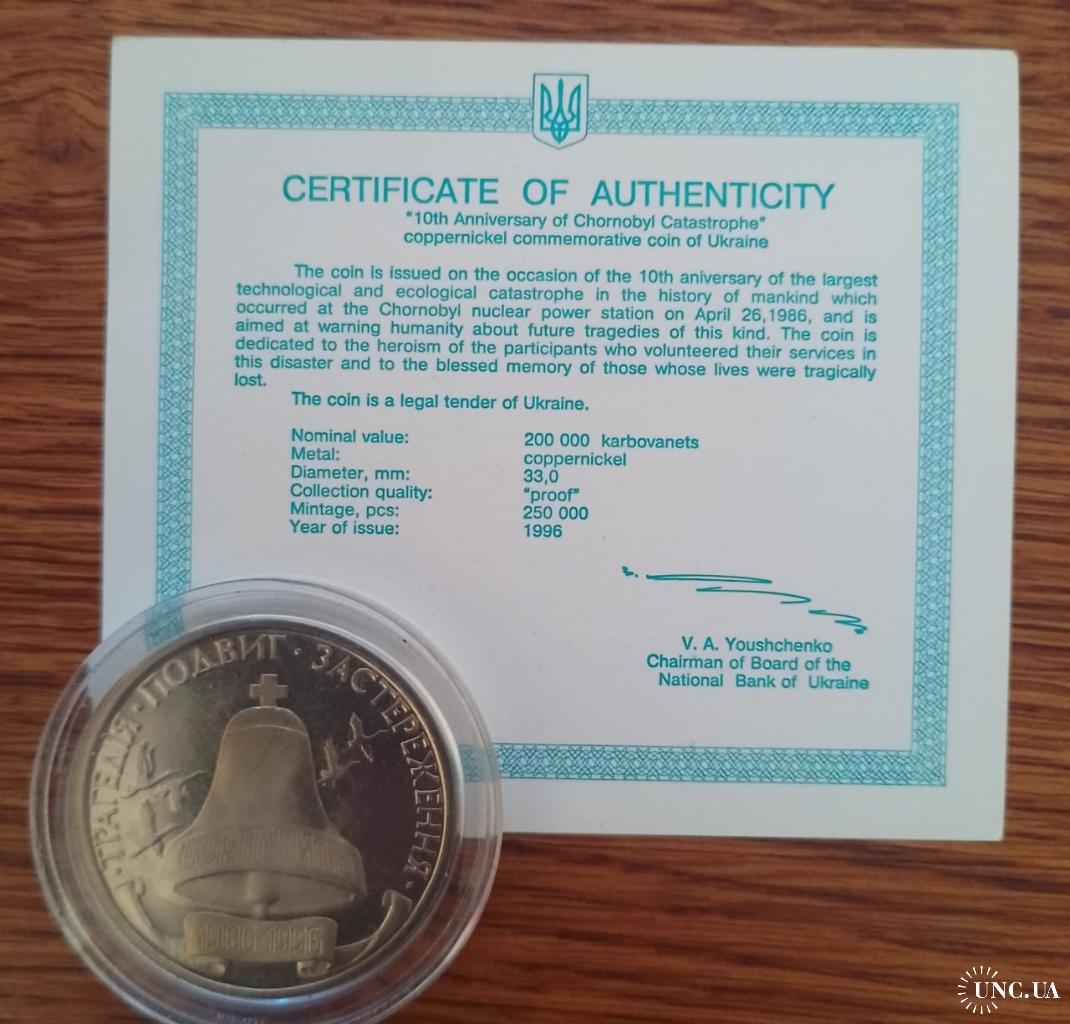 CERTIFICATE OF AUTHENTICITY
"10th Anniversary of Chornobyl Catastrophe"
coppernickel commemorative coin of Ukraine
The coin is issued on the occasion of the 10th aniversary of the largest
technological and ecological catastrophe in the history of mankind which
occurred at the Chornobyl nuclear power station on April 26,1986, and is
aimed at warning humanity about future tragedies of this kind. The coin is
dedicated to the heroism of the participants who volunteered their services in
this disaster and to the blessed memory of those whose lives were tragically
lost.
The coin is a legal tender of Ukraine.
Nominal value: 200 000 karbovanets
Metal: coppernickel
Diameter, mm: 33,0
Collection quality: "proof"
Mintage, pcs: 250 000
Year of issue: 1996
V. A. Youshchenko
Chairman of Board of the
National Bank of Ukraine
· ТРАГЕДІЯ · ПОДВИГ · ЗАСТЕРЕЖЕННЯ ·
1986-1996
UNC.UA